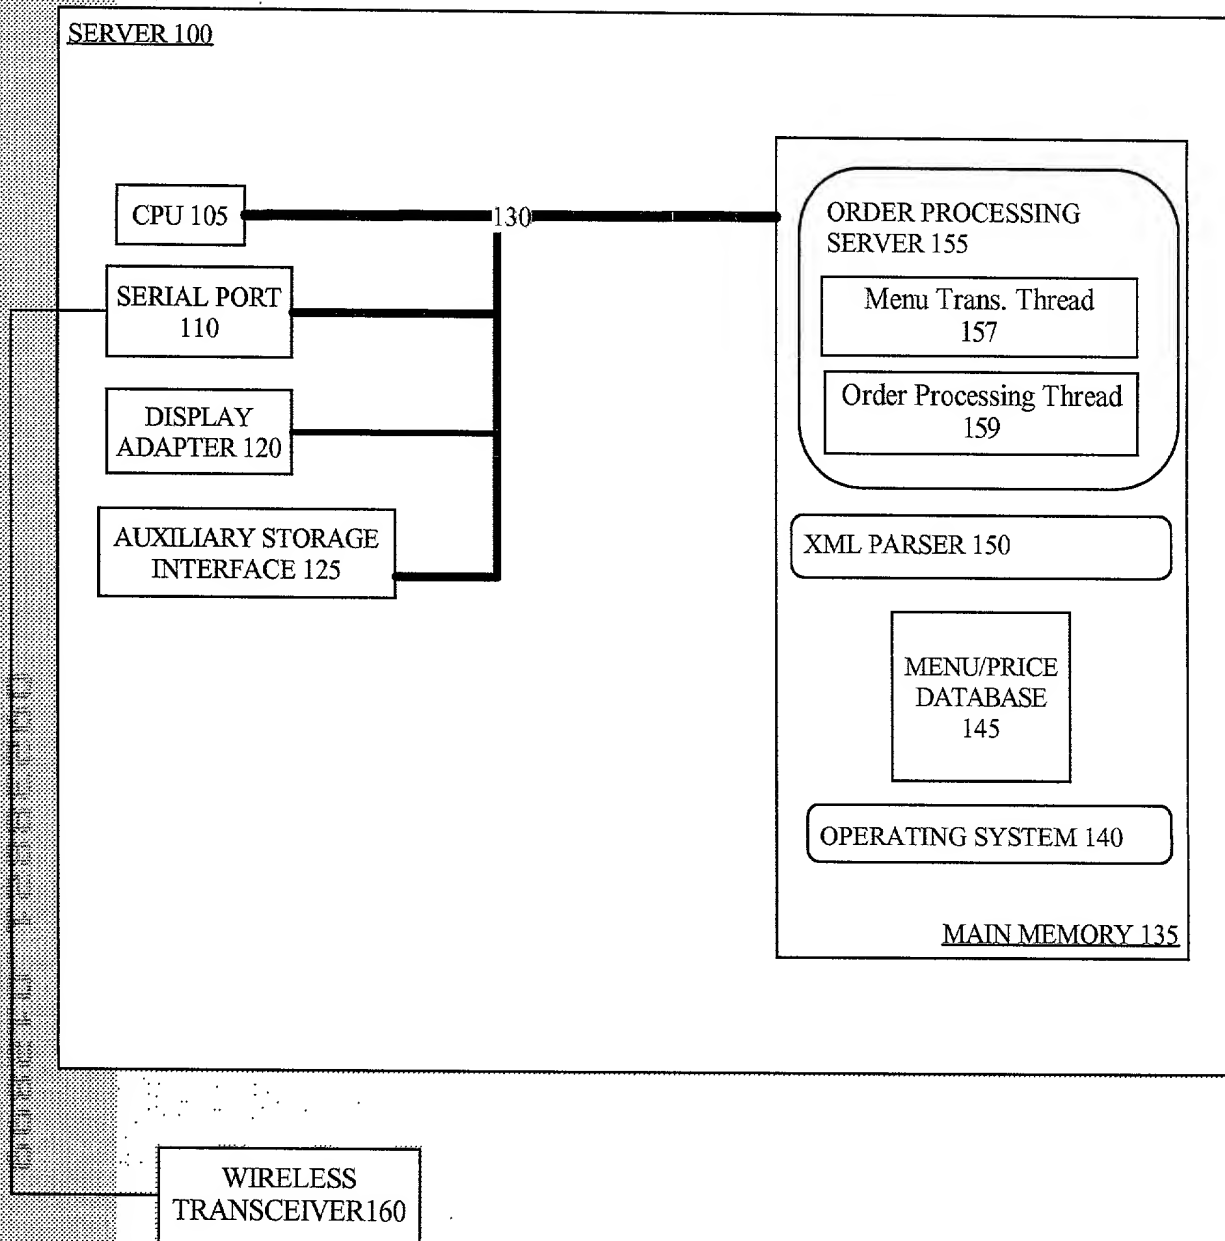 SERVER 100
CPU 105
130
SERIAL PORT
110
DISPLAY
ADAPTER 120
AUXILIARY STORAGE
INTERFACE 125
ORDER PROCESSING
SERVER 155
Menu Trans. Thread
157
Order Processing Thread
159
XML PARSER 150
MENU/PRICE
DATABASE
145
OPERATING SYSTEM 140
MAIN MEMORY 135
WIRELESS
TRANSCEIVER160